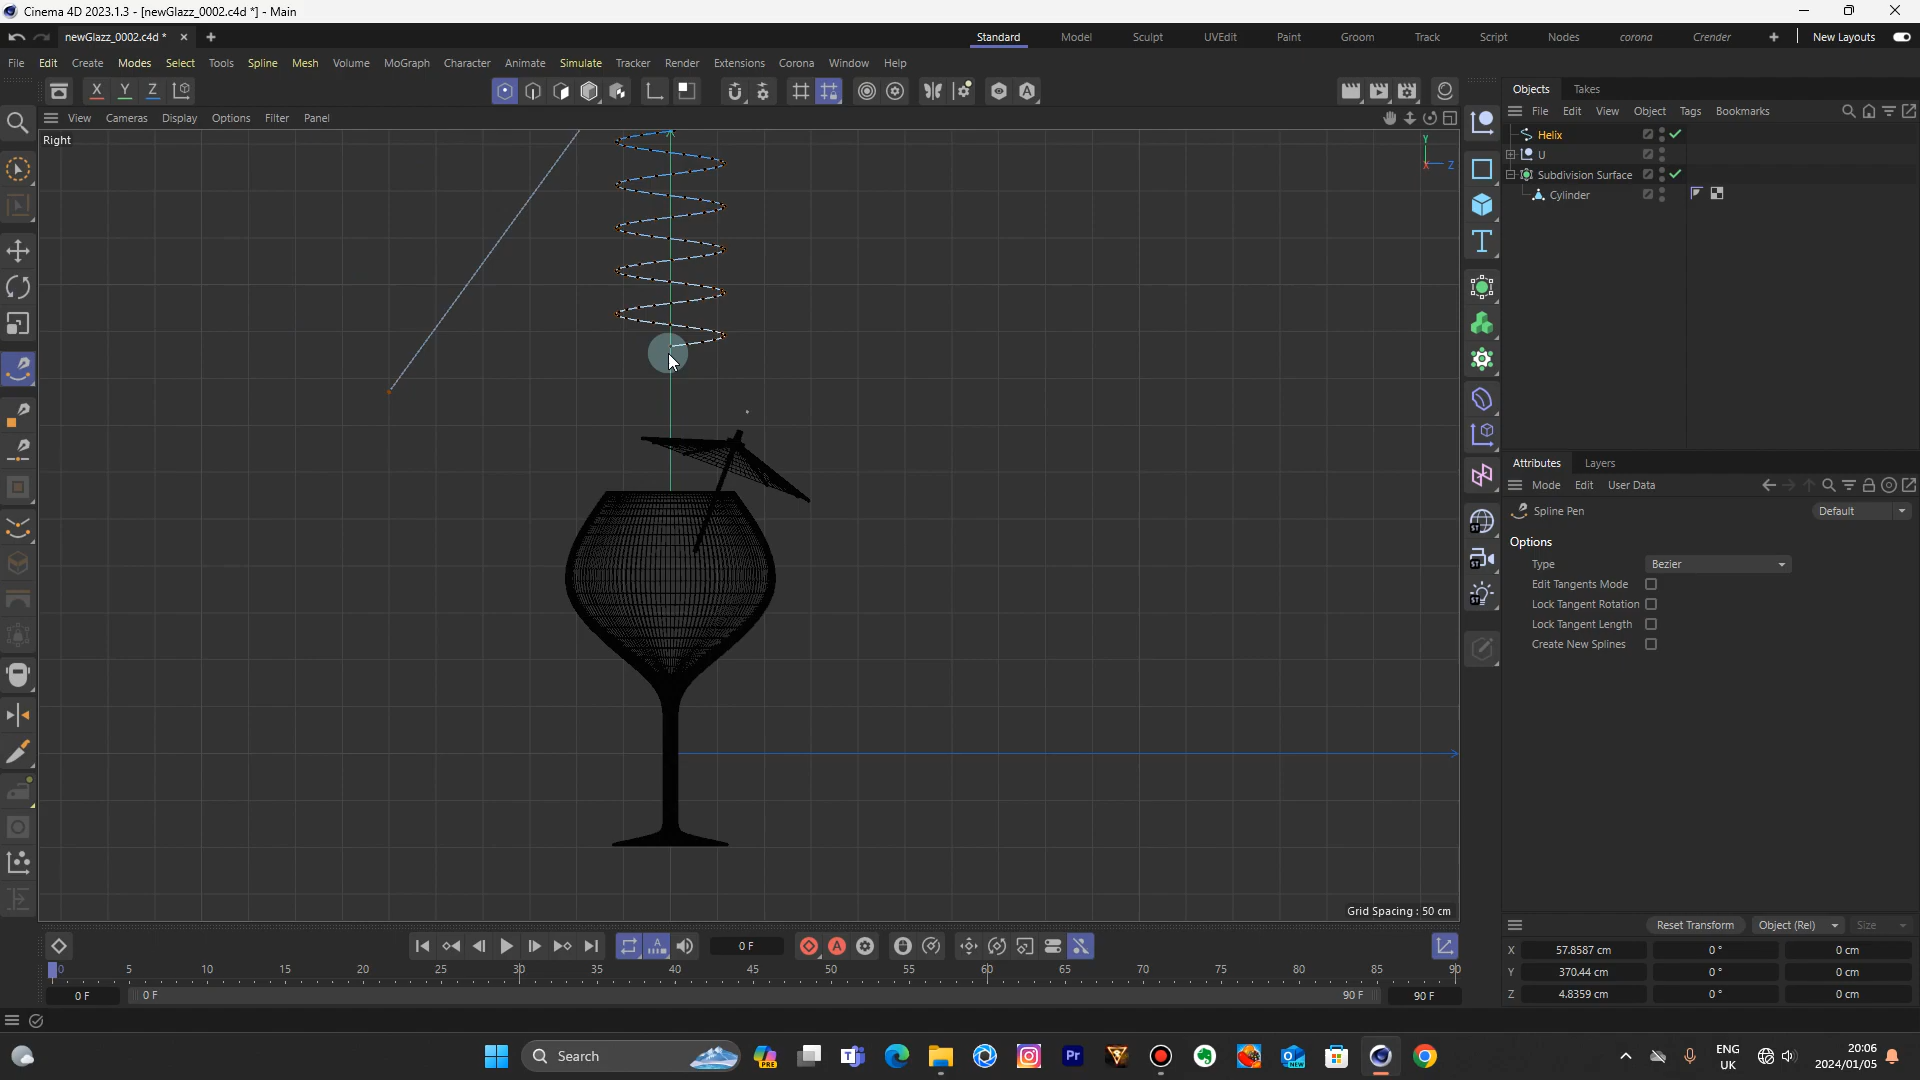 Cinema 4D 2023.1.3 - [newGlazz_0002.c4d *] - Main
newGlazz_0002.c4d *
Standard Model Sculpt UVEdit Paint Groom Track Script Nodes corona Crender New Layouts
File Edit Create Modes Select Tools Spline Mesh Volume MoGraph Character Animate Simulate Tracker Render Extensions Corona Window Help
X Y Z
Objects Takes
View Cameras Display Options Filter Panel
File Edit View Object Tags Bookmarks
Right
Y
X Z
Helix
U
Subdivision Surface
Cylinder
Attributes Layers
Mode Edit User Data
Spline Pen Default
Options
Type Bezier
Edit Tangents Mode
Lock Tangent Rotation
Lock Tangent Length
Create New Splines
Grid Spacing : 50 cm
Reset Transform Object (Rel) Size
0 F
X 57.8587 cm 0° 0 cm
0 5 10 15 20 25 30 35 40 45 50 55 60 65 70 75 80 85 90
Y 370.44 cm 0° 0 cm
0 F 0 F 90 F 90 F
Z 4.8359 cm 0° 0 cm
Search
PRE
Pr
NEW
ENG
UK
20:06
2024/01/05